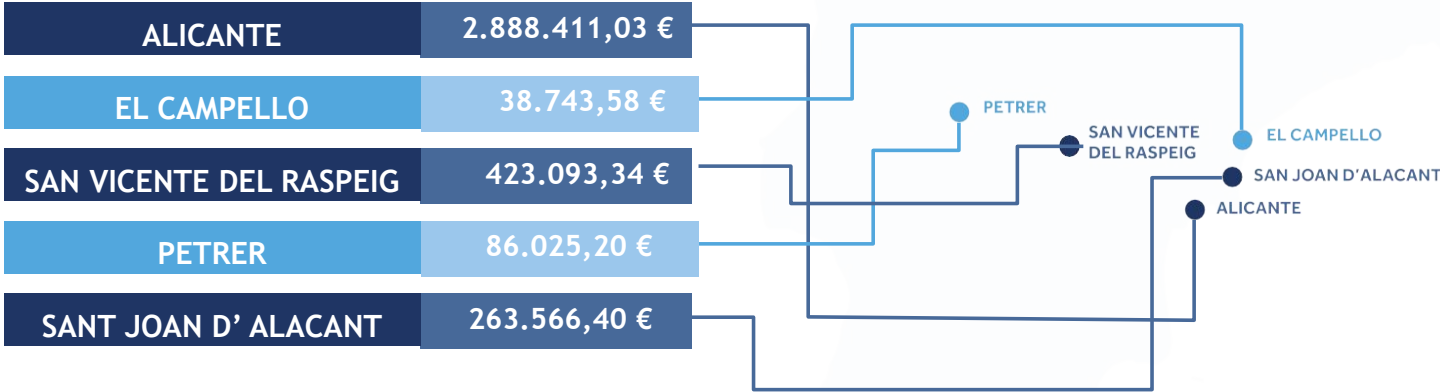 ALICANTE 2.888.411,03 €
EL CAMPELLO 38.743,58 €
SAN VICENTE DEL RASPEIG 423.093,34 €
PETRER 86.025,20 €
SANT JOAN D’ ALACANT 263.566,40 €
PETRER
SAN VICENTE
DEL RASPEIG
EL CAMPELLO
SAN JOAN D'ALACANT
ALICANTE